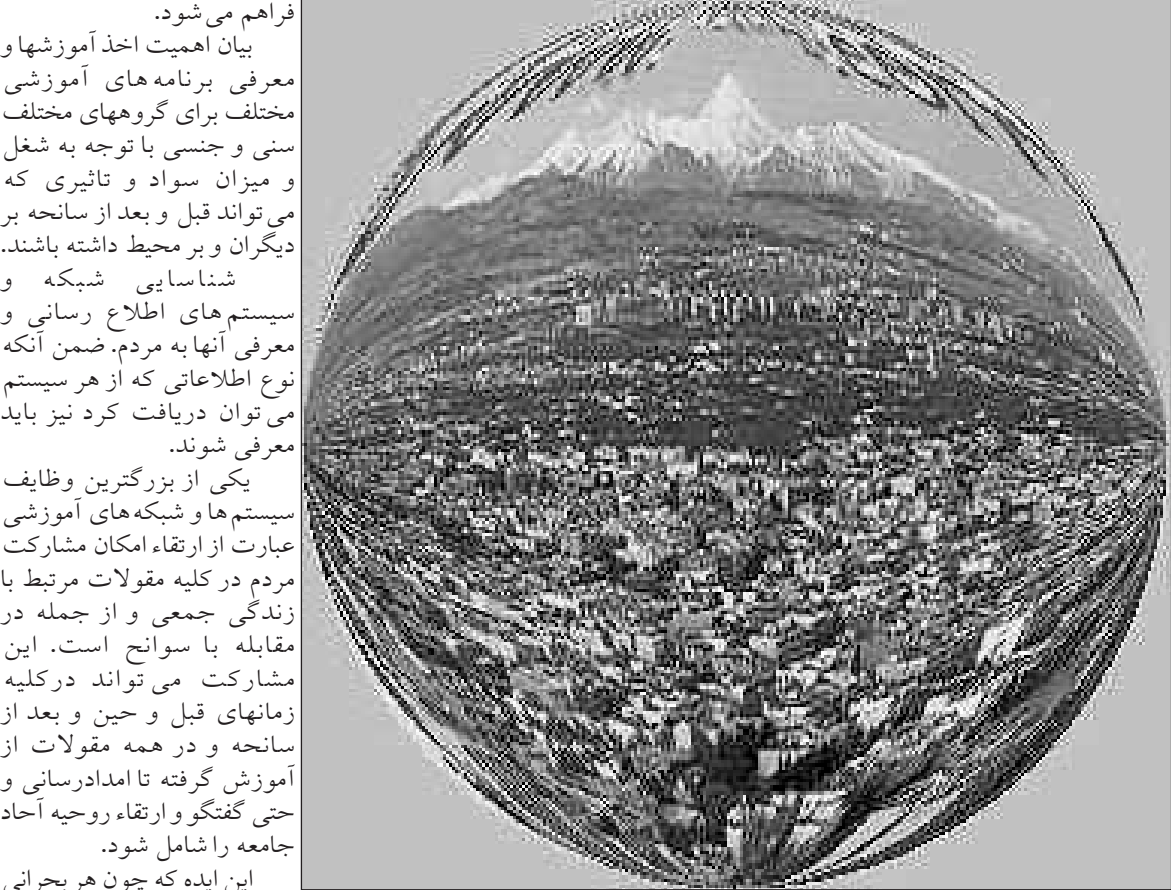 فراهم می‌شود.
بیان اهمیت اخذ آموزشها و
معرفی برنامه‌های آموزشی
مختلف برای گروههای مختلف
سنی و جنسی با توجه به شغل
و میزان سواد و تاثیری که
می‌تواند قبل و بعد از سانحه بر
دیگران و بر محیط داشته باشند.
شناسایی شبکه و
سیستم‌های اطلاع رسانی و
معرفی آنها به مردم. ضمن آنکه
نوع اطلاعاتی که از هر سیستم
می‌توان دریافت کرد نیز باید
معرفی شوند.
یکی از بزرگترین وظایف
سیستم‌ها و شبکه‌های آموزشی
عبارت از ارتقاء امکان مشارکت
مردم در کلیه مقولات مرتبط با
زندگی جمعی و از جمله در
مقابله با سوانح است. این
مشارکت می‌تواند درکلیه
زمانهای قبل و حین و بعد از
سانحه و در همه مقولات از
آموزش گرفته تا امدادرسانی و
حتی گفتگو و ارتقاء روحیه آحاد
جامعه را شامل شود.
این ایده که چون هر بحرانی